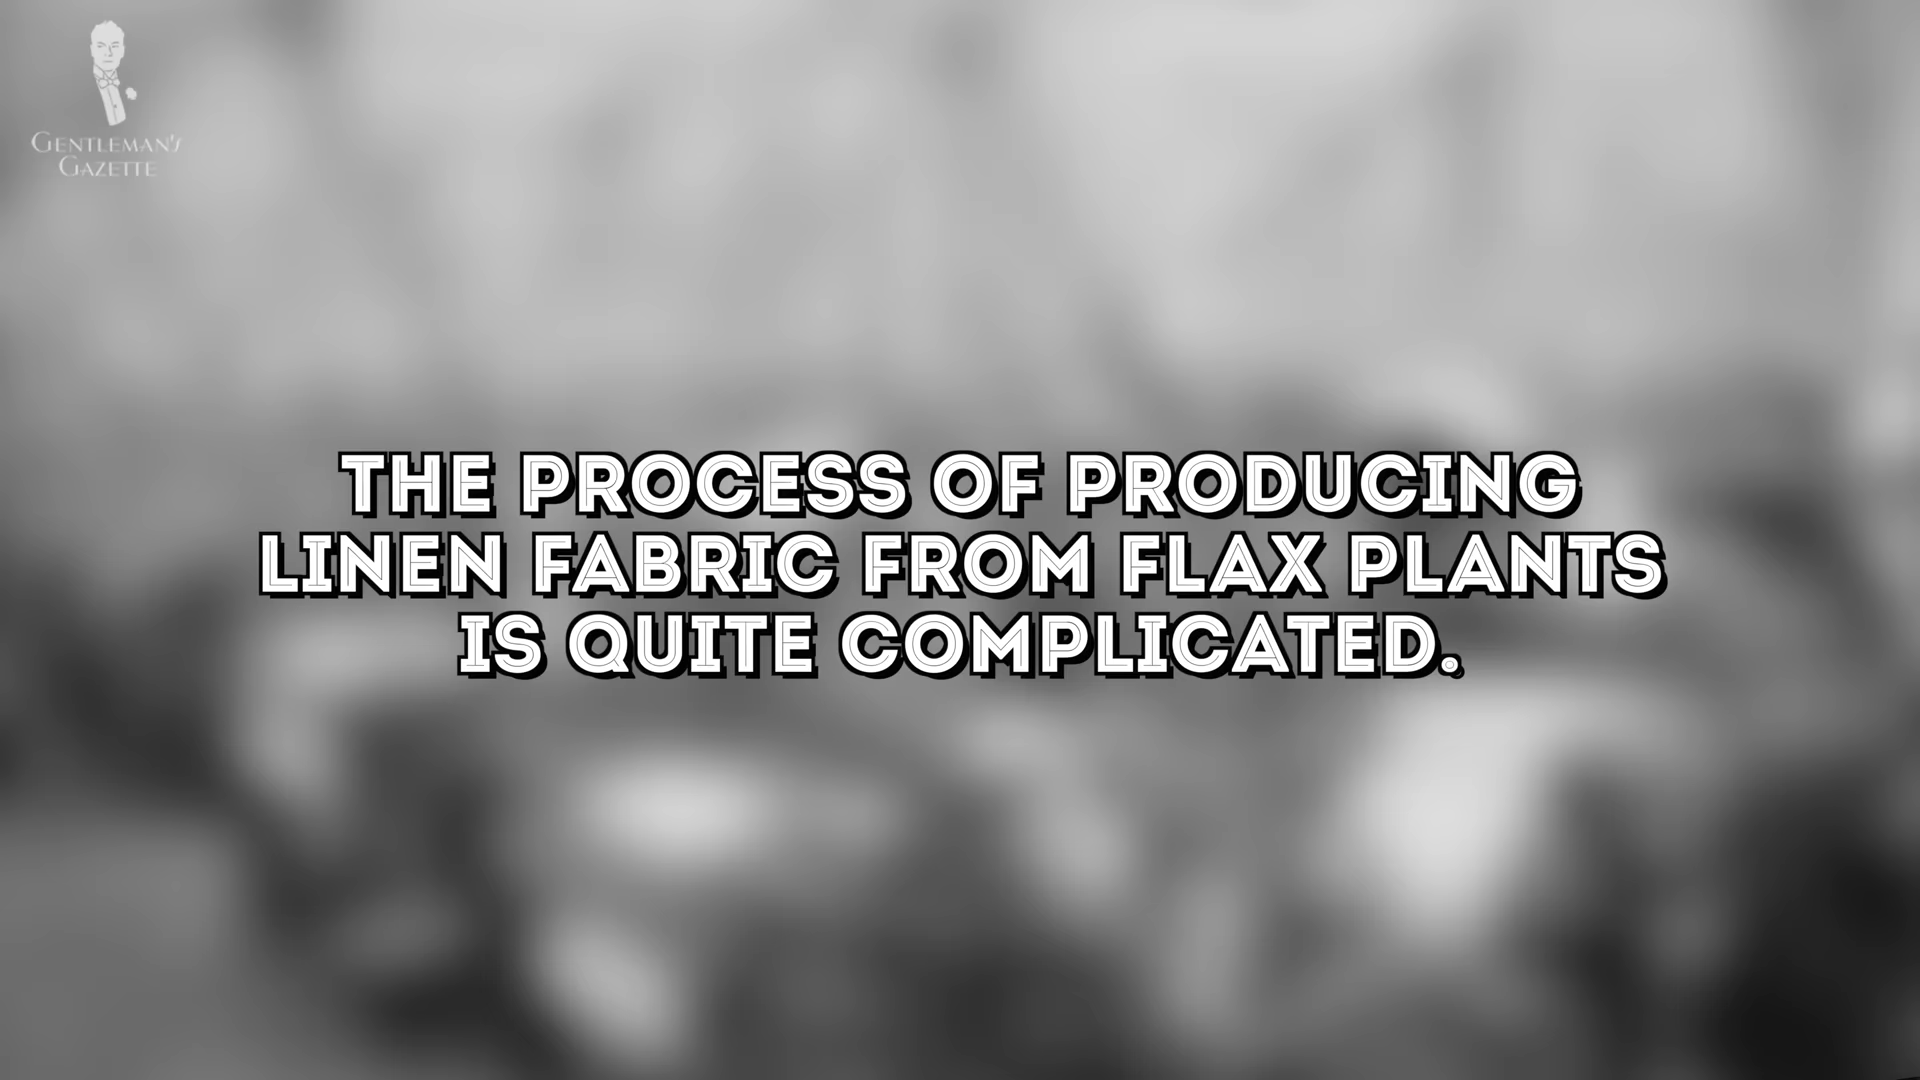 GENTLEMAN'S
GAZETTE
THE PROCESS OF PRODUCING
LINEN FABRIC FROM FLAX PLANTS
IS QUITE COMPLICATED.